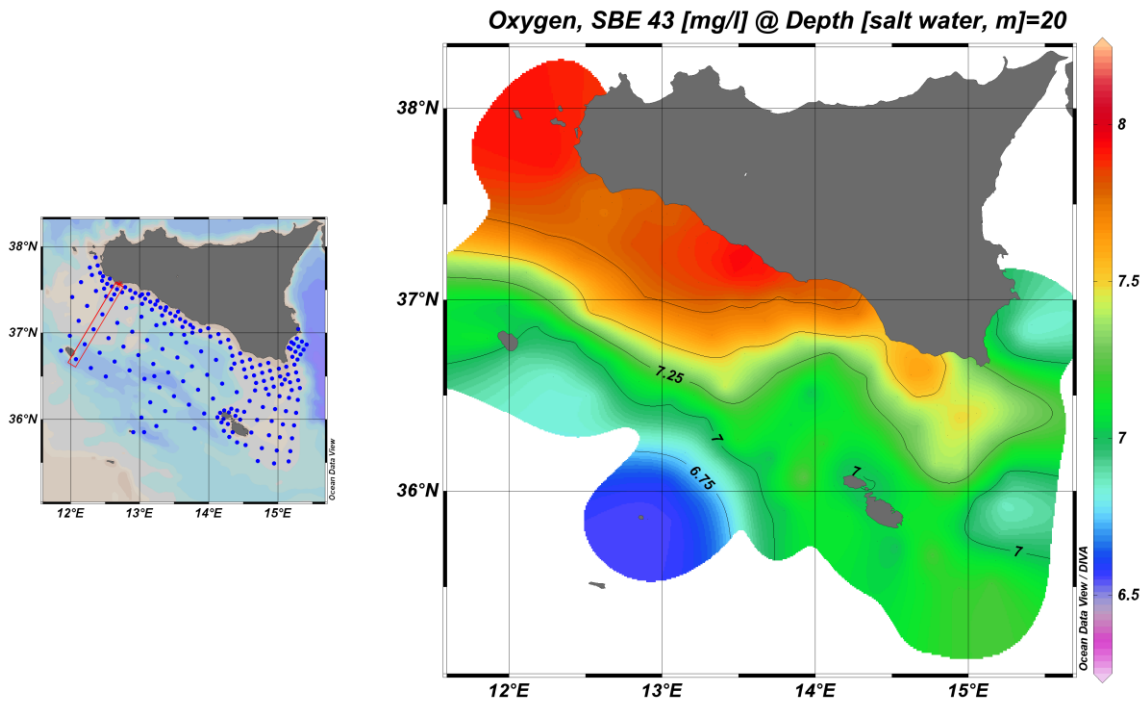 Oxygen, SBE 43 [mg/l] @ Depth [salt water, m]=20
38°N
37°N
36°N
12°E
13°E
14°E
15°E
Ocean Data View
38°N
37°N
36°N
12°E
13°E
14°E
15°E
7.25
7
6.75
7
7
Ocean Data View / DIVA
8
7.5
7
6.5